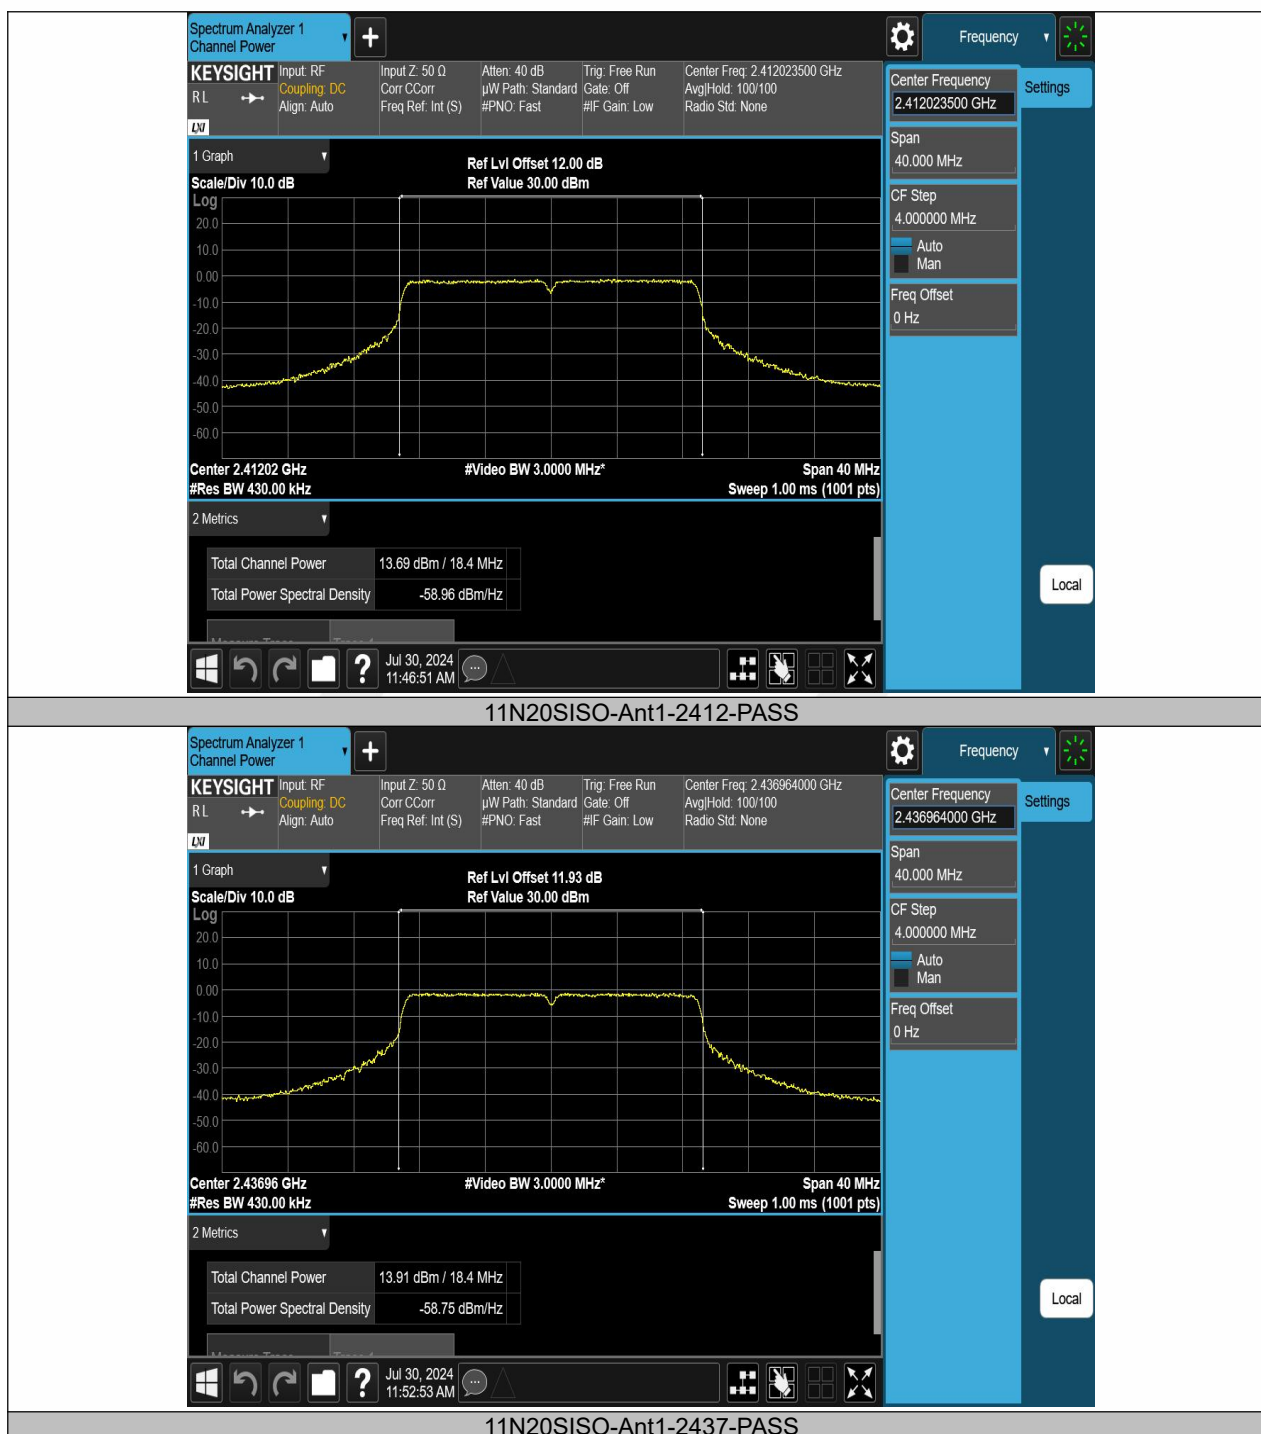 Spectrum Analyzer 1
Channel Power
Frequency
KEYSIGHT
R L
LXI
Input: RF
Coupling: DC
Align: Auto
Input Z: 50 Ω
Corr CCorr
Freq Ref: Int (S)
Atten: 40 dB
µW Path: Standard
#PNO: Fast
Trig: Free Run
Gate: Off
#IF Gain: Low
Center Freq: 2.412023500 GHz
Avg|Hold: 100/100
Radio Std: None
Center Frequency
2.412023500 GHz
Settings
Span
40.000 MHz
CF Step
4.000000 MHz
Auto
Man
Freq Offset
0 Hz
Local
1 Graph
Scale/Div 10.0 dB
Ref Lvl Offset 12.00 dB
Ref Value 30.00 dBm
Log
20.0
10.0
0.00
-10.0
-20.0
-30.0
-40.0
-50.0
-60.0
Center 2.41202 GHz
#Video BW 3.0000 MHz*
Span 40 MHz
#Res BW 430.00 kHz
Sweep 1.00 ms (1001 pts)
2 Metrics
Total Channel Power 13.69 dBm / 18.4 MHz
Total Power Spectral Density -58.96 dBm/Hz
?
Jul 30, 2024
11:46:51 AM
11N20SISO-Ant1-2412-PASS
Spectrum Analyzer 1
Channel Power
Frequency
KEYSIGHT
R L
LXI
Input: RF
Coupling: DC
Align: Auto
Input Z: 50 Ω
Corr CCorr
Freq Ref: Int (S)
Atten: 40 dB
µW Path: Standard
#PNO: Fast
Trig: Free Run
Gate: Off
#IF Gain: Low
Center Freq: 2.436964000 GHz
Avg|Hold: 100/100
Radio Std: None
Center Frequency
2.436964000 GHz
Settings
Span
40.000 MHz
CF Step
4.000000 MHz
Auto
Man
Freq Offset
0 Hz
Local
1 Graph
Scale/Div 10.0 dB
Ref Lvl Offset 11.93 dB
Ref Value 30.00 dBm
Log
20.0
10.0
0.00
-10.0
-20.0
-30.0
-40.0
-50.0
-60.0
Center 2.43696 GHz
#Video BW 3.0000 MHz*
Span 40 MHz
#Res BW 430.00 kHz
Sweep 1.00 ms (1001 pts)
2 Metrics
Total Channel Power 13.91 dBm / 18.4 MHz
Total Power Spectral Density -58.75 dBm/Hz
?
Jul 30, 2024
11:52:53 AM
11N20SISO-Ant1-2437-PASS